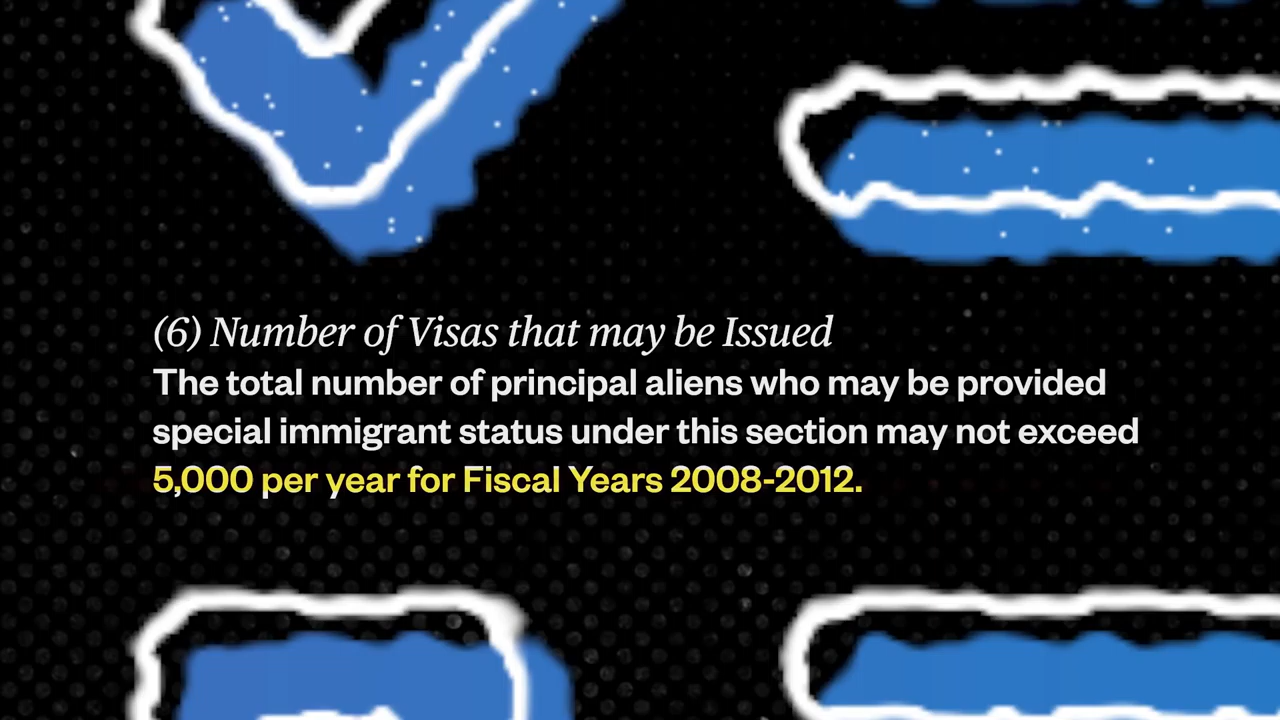 (6) Number of Visas that may be Issued
The total number of principal aliens who may be provided
special immigrant status under this section may not exceed
5,000 per year for Fiscal Years 2008-2012.